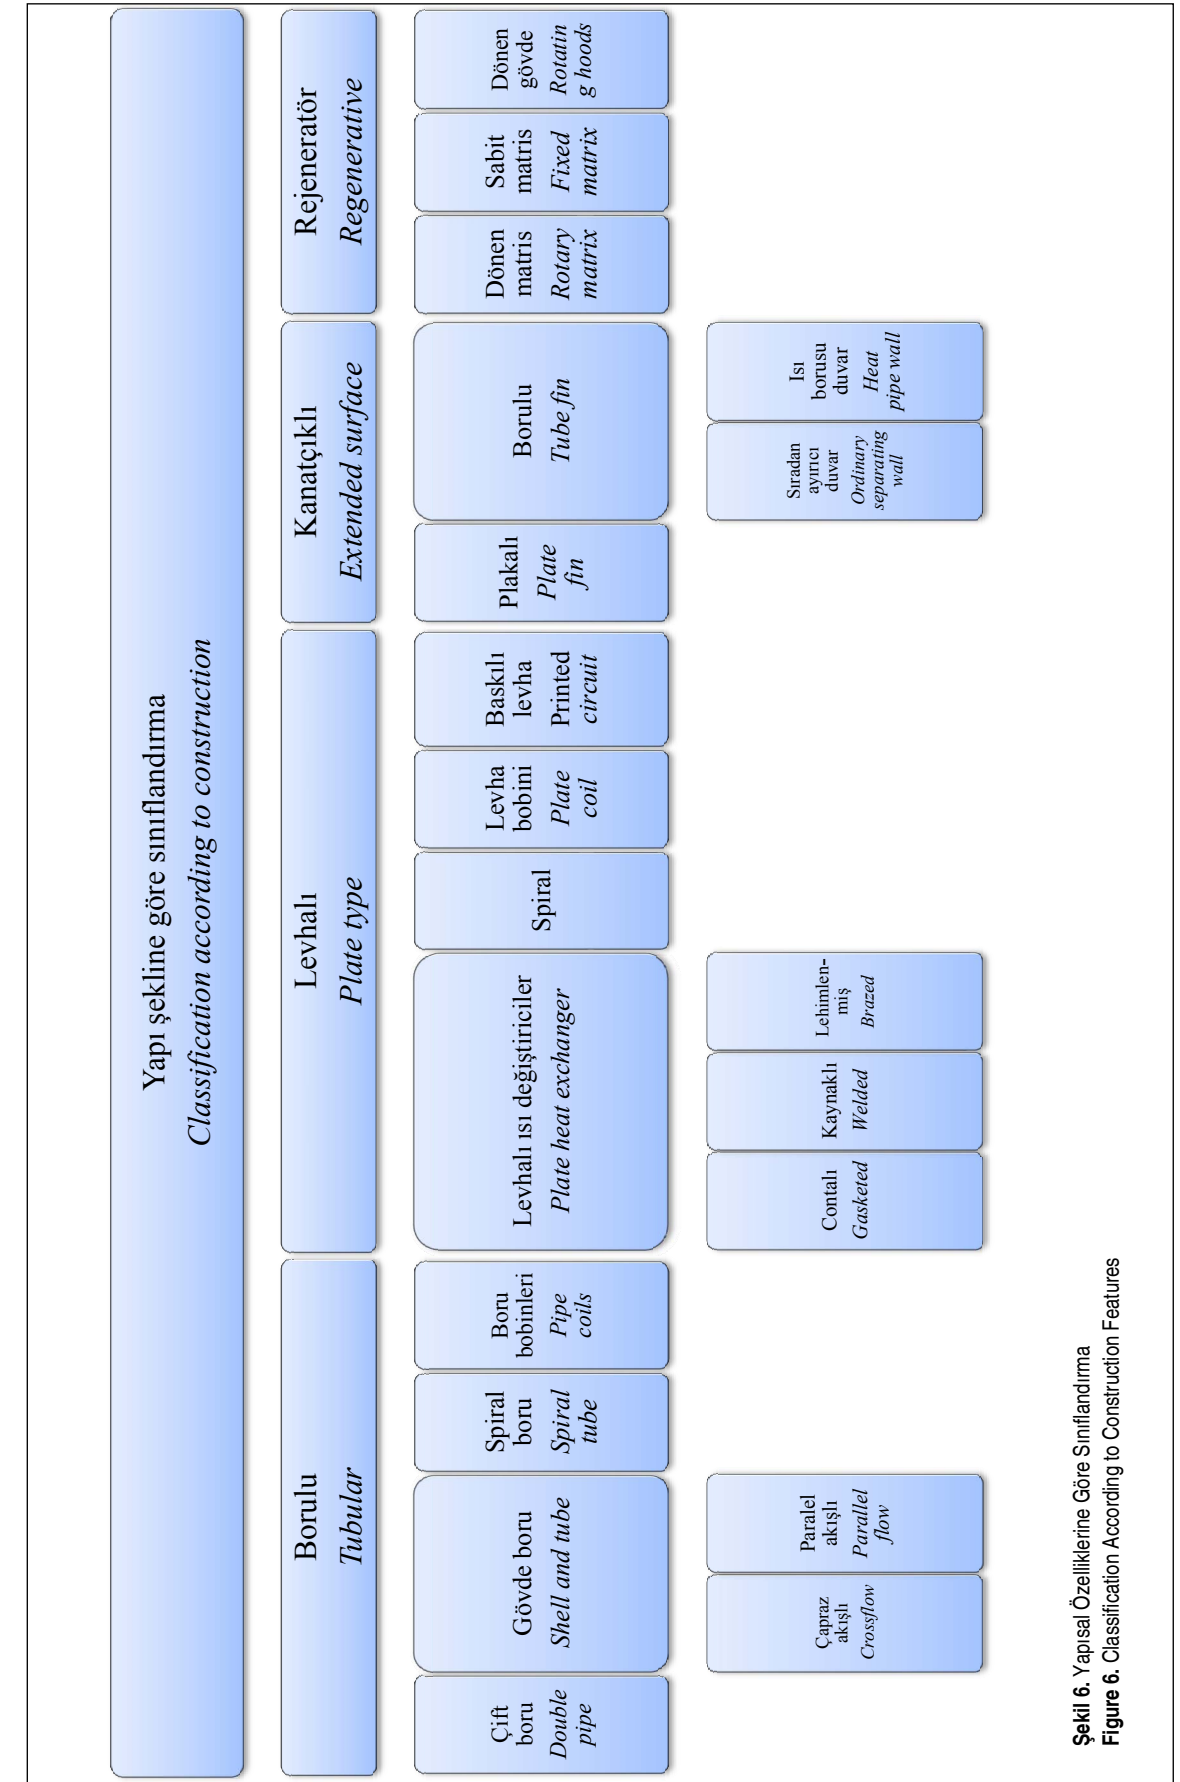 Yapı şekline göre sınıflandırma
Classification according to construction
Borulu
Tubular
Levhalı
Plate type
Kanatçıklı
Extended surface
Rejeneratör
Regenerative
Çift
boru
Double
pipe
Gövde boru
Shell and tube
Spiral
boru
Spiral
tube
Boru
bobinleri
Pipe
coils
Levhalı ısı değiştiriciler
Plate heat exchanger
Spiral
Levha
bobini
Plate
coil
Baskılı
levha
Printed
circuit
Plakalı
Plate
fin
Borulu
Tube fin
Dönen
matris
Rotary
matrix
Sabit
matris
Fixed
matrix
Dönen
gövde
Rotatin
g hoods
Çapraz
akışlı
Crossflow
Paralel
akışlı
Parallel
flow
Contalı
Gasketed
Kaynaklı
Welded
Lehimlen-
miş
Brazed
Sıradan
ayırıcı
duvar
Ordinary
separating
wall
Isı
borusu
duvar
Heat
pipe wall
Şekil 6. Yapısal Özelliklerine Göre Sınıflandırma
Figure 6. Classification According to Construction Features